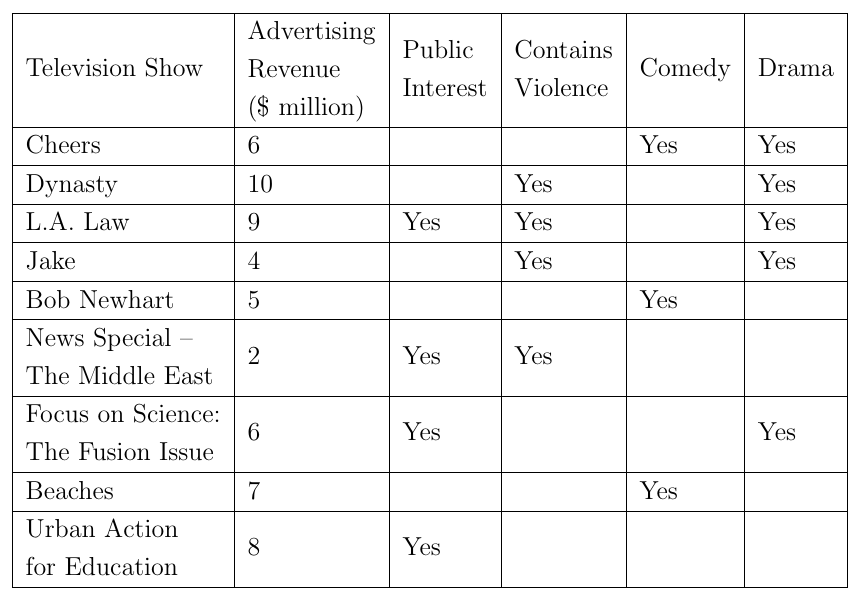 Television Show | Advertising Revenue ($ million) | Public Interest | Contains Violence | Comedy | Drama
Cheers | 6 | | | Yes | Yes
Dynasty | 10 | | Yes | | Yes
L.A. Law | 9 | Yes | Yes | | Yes
Jake | 4 | | Yes | | Yes
Bob Newhart | 5 | | | Yes |
News Special – The Middle East | 2 | Yes | Yes | |
Focus on Science: The Fusion Issue | 6 | Yes | | | Yes
Beaches | 7 | | | Yes |
Urban Action for Education | 8 | Yes | | |